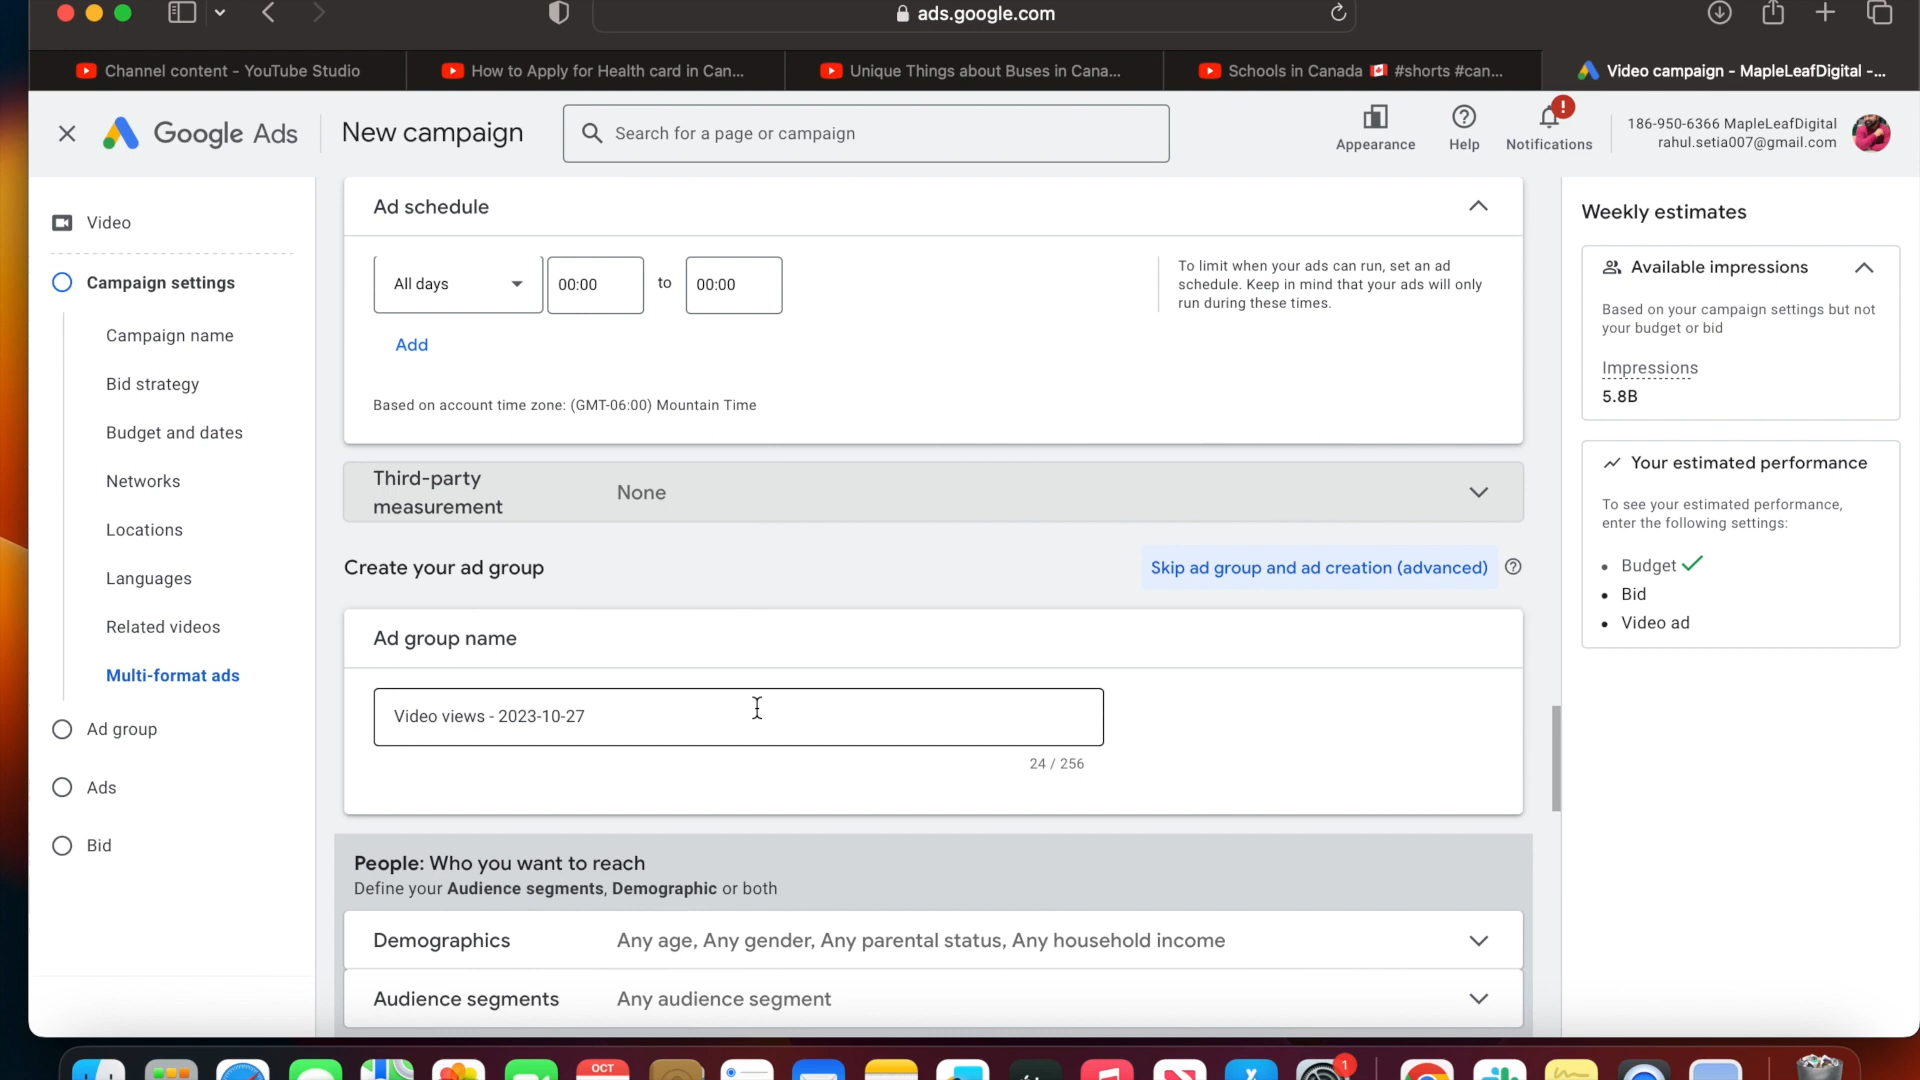 ads.google.com
Channel content - YouTube Studio
How to Apply for Health card in Can...
Unique Things about Buses in Cana...
Schools in Canada 🇨🇦 #shorts #can...
Video campaign - MapleLeafDigital -...
Google Ads
New campaign
Search for a page or campaign
Appearance
Help
!
Notifications
186-950-6366 MapleLeafDigital
rahul.setia007@gmail.com
Video
Campaign settings
Campaign name
Bid strategy
Budget and dates
Networks
Locations
Languages
Related videos
Multi-format ads
Ad group
Ads
Bid
Ad schedule
All days
00:00
to
00:00
To limit when your ads can run, set an ad
schedule. Keep in mind that your ads will only
run during these times.
Add
Based on account time zone: (GMT-06:00) Mountain Time
Third-party
measurement
None
Create your ad group
Skip ad group and ad creation (advanced)
Ad group name
Video views - 2023-10-27
24 / 256
People: Who you want to reach
Define your Audience segments, Demographic or both
Demographics
Any age, Any gender, Any parental status, Any household income
Audience segments
Any audience segment
Weekly estimates
Available impressions
Based on your campaign settings but not
your budget or bid
Impressions
5.8B
Your estimated performance
To see your estimated performance,
enter the following settings:
• Budget
• Bid
• Video ad
OCT
1